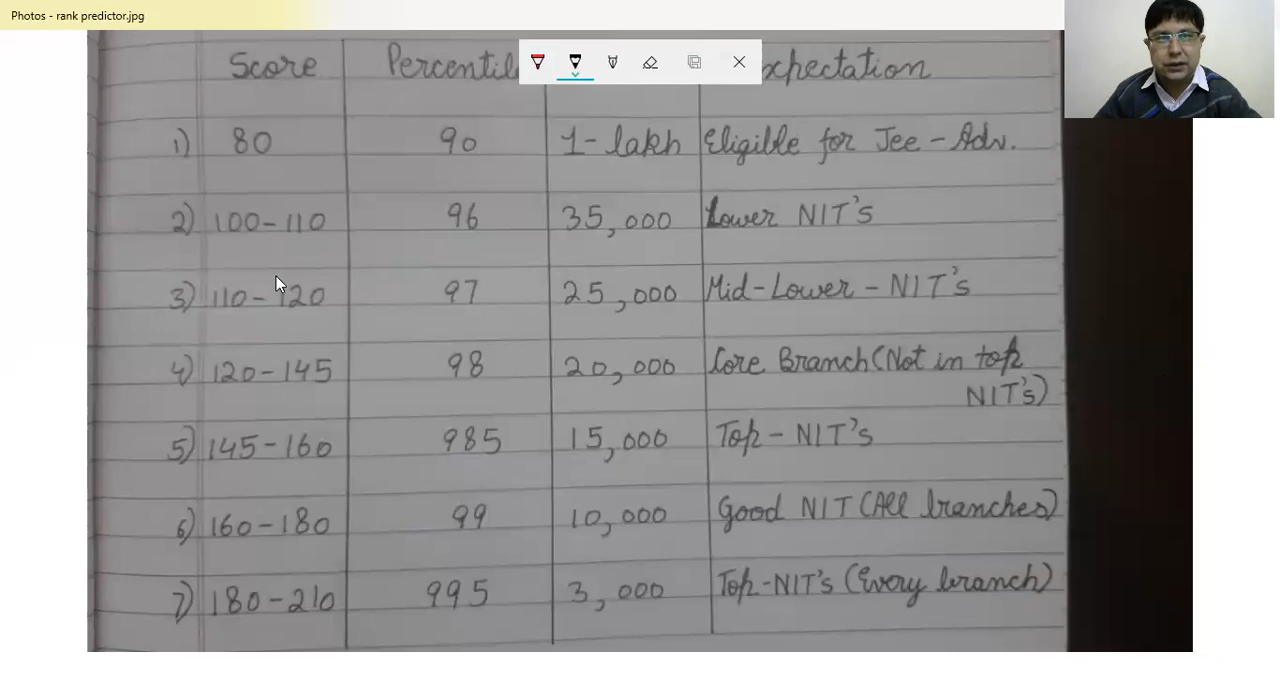 Photos - rank predictor.jpg
Score Percentil xpectation
1) 80 90 1-lakh Eligible for Jee-Adv.
2) 100-110 96 35,000 Lower NIT's
3) 110-120 97 25,000 Mid-Lower-NIT's
4) 120-145 98 20,000 Core Branch (Not in top
NIT's)
5) 145-160 985 15,000 Top-NIT's
6) 160-180 99 10,000 Good NIT (All branches)
7) 180-210 995 3,000 Top-NIT's (Every branch)